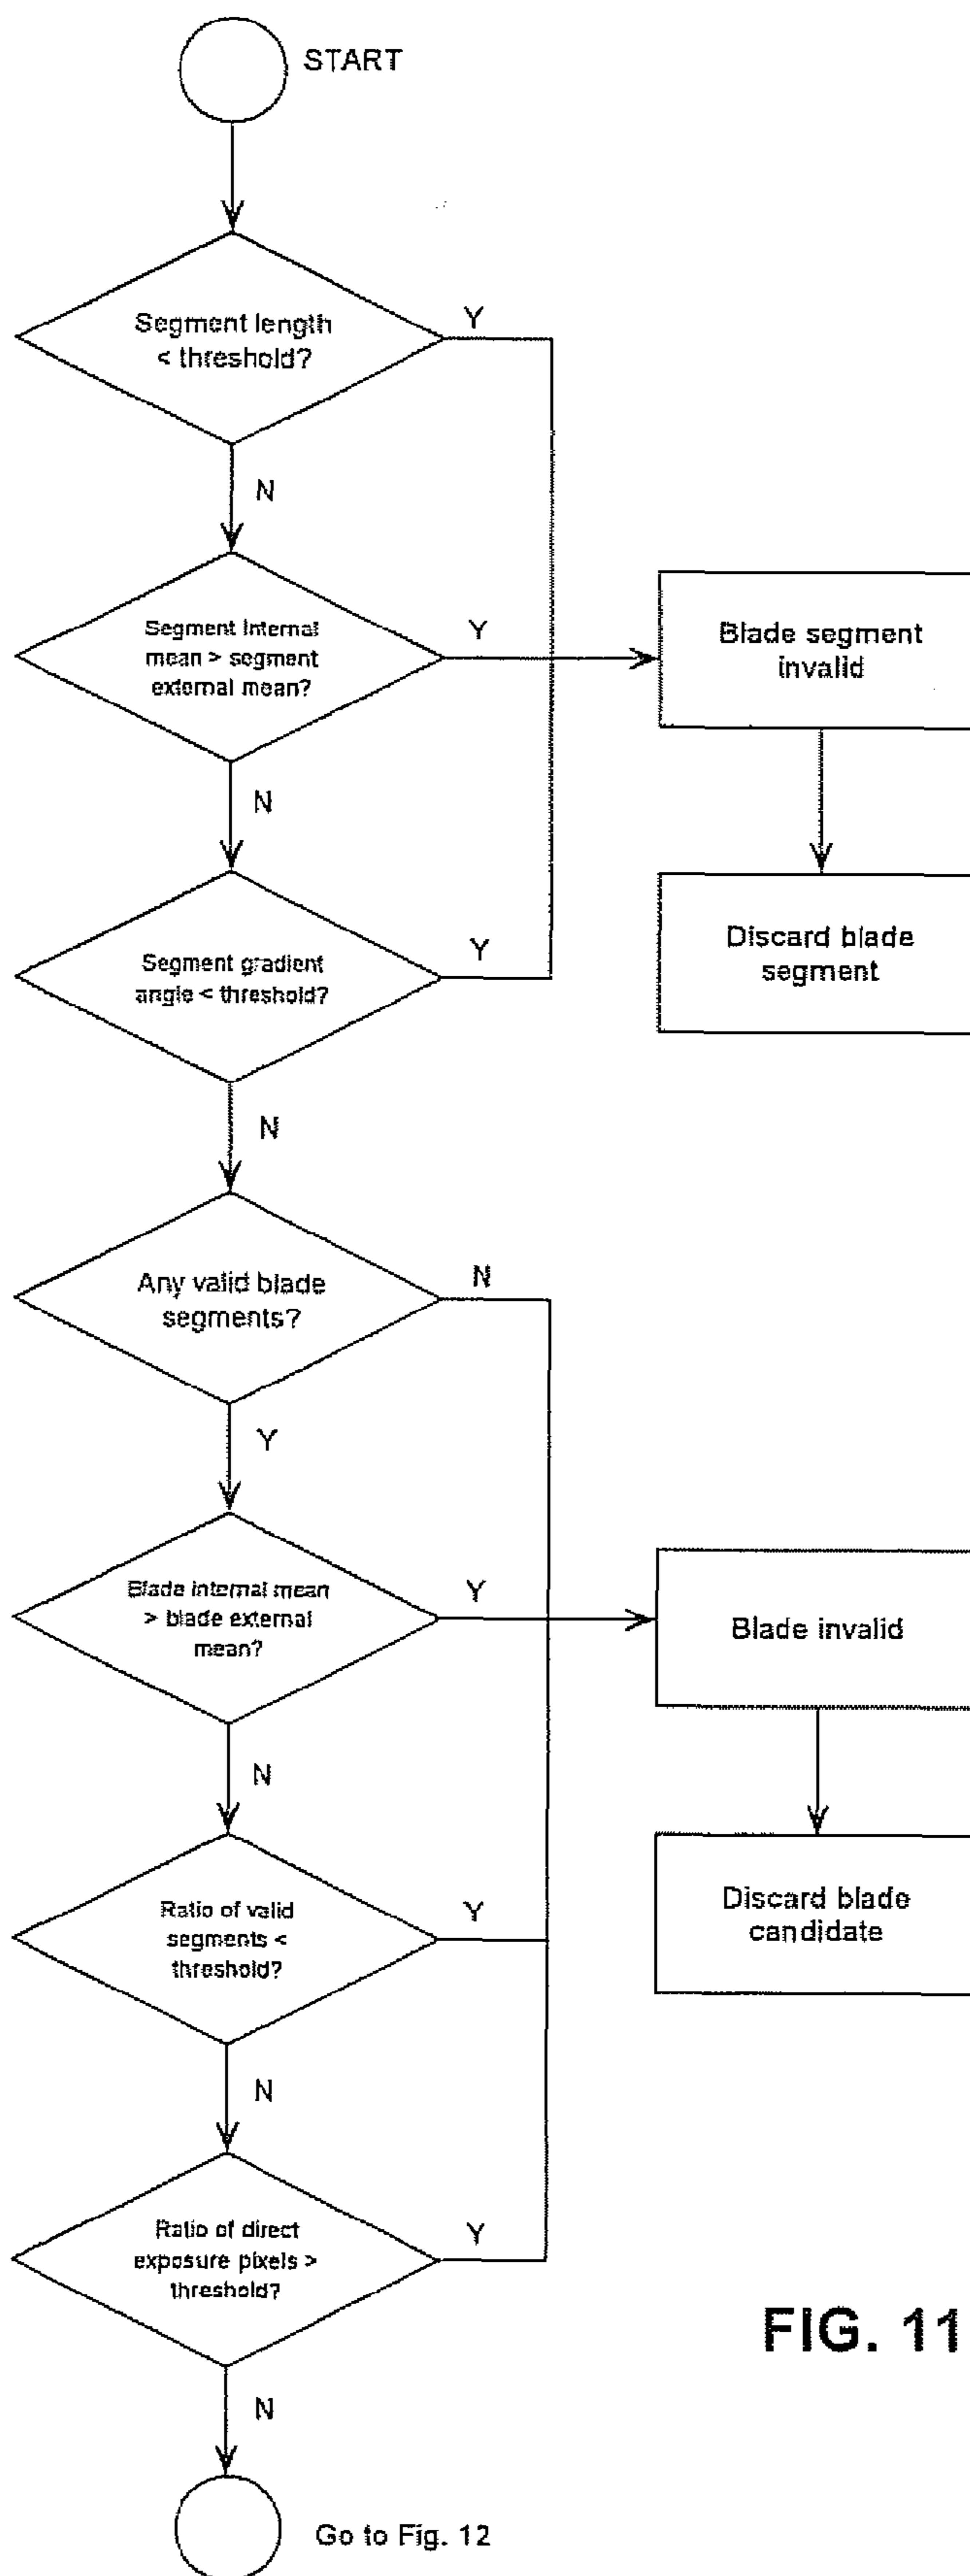 START
Segment length
< threshold?
Y
N
Segment internal
mean > segment
external mean?
Y
Blade segment
invalid
N
Segment gradient
angle < threshold?
Y
Discard blade
segment
N
Any valid blade
segments?
N
Y
Blade internal mean
> blade external
mean?
Y
Blade invalid
N
Ratio of valid
segments <
threshold?
Y
Discard blade
candidate
N
Ratio of direct
exposure pixels >
threshold?
Y
FIG. 11
N
Go to Fig. 12